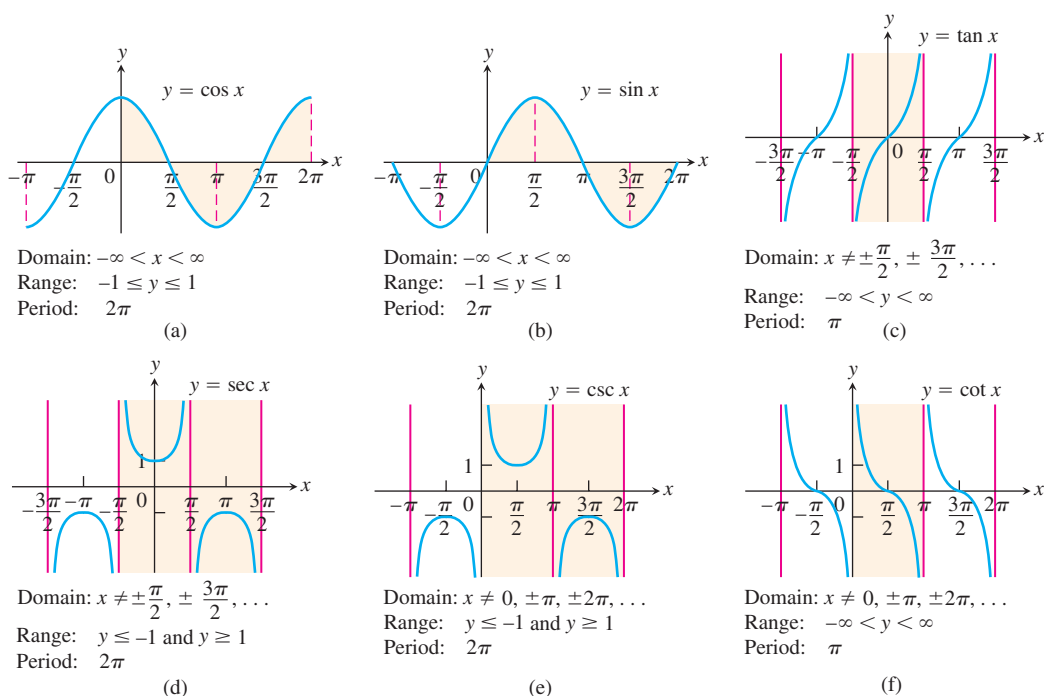 y
y = cos x
x
−π
−π/2
0
π/2
π
3π/2
2π
Domain: −∞ < x < ∞
Range: −1 ≤ y ≤ 1
Period: 2π
(a)
y
y = sin x
x
−π
−π/2
0
π/2
π
3π/2
2π
Domain: −∞ < x < ∞
Range: −1 ≤ y ≤ 1
Period: 2π
(b)
y
y = tan x
x
−3π/2
−π
−π/2
0
π/2
π
3π/2
Domain: x ≠ ±π/2, ± 3π/2, . . .
Range: −∞ < y < ∞
Period: π
(c)
y
y = sec x
1
x
−3π/2
−π
−π/2
0
π/2
π
3π/2
Domain: x ≠ ±π/2, ± 3π/2, . . .
Range: y ≤ −1 and y ≥ 1
Period: 2π
(d)
y
y = csc x
1
x
−π
−π/2
0
π/2
π
3π/2
2π
Domain: x ≠ 0, ±π, ±2π, . . .
Range: y ≤ −1 and y ≥ 1
Period: 2π
(e)
y
y = cot x
1
x
−π
−π/2
0
π/2
π
3π/2
2π
Domain: x ≠ 0, ±π, ±2π, . . .
Range: −∞ < y < ∞
Period: π
(f)